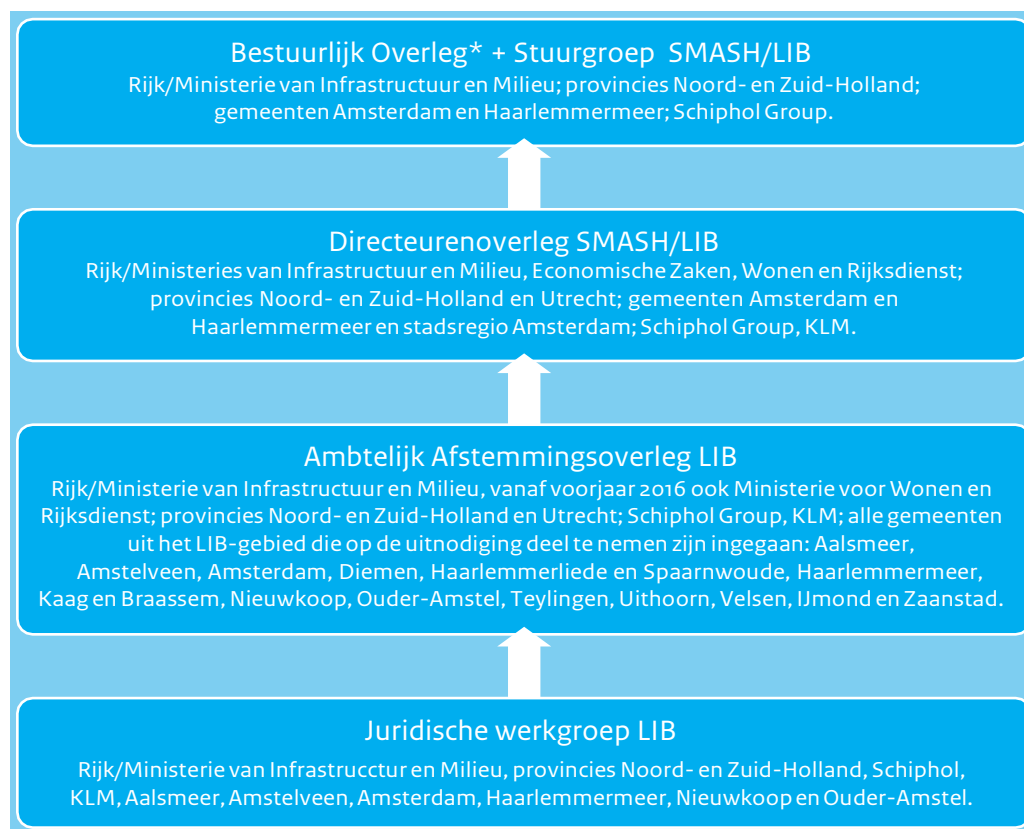 Bestuurlijk Overleg* + Stuurgroep SMASH/LIB
Rijk/Ministerie van Infrastructuur en Milieu; provincies Noord- en Zuid-Holland;
gemeenten Amsterdam en Haarlemmermeer; Schiphol Group.
Directeurenoverleg SMASH/LIB
Rijk/Ministeries van Infrastructuur en Milieu, Economische Zaken, Wonen en Rijksdienst;
provincies Noord- en Zuid-Holland en Utrecht; gemeenten Amsterdam en
Haarlemmermeer en stadsregio Amsterdam; Schiphol Group, KLM.
Ambtelijk Afstemmingsoverleg LIB
Rijk/Ministerie van Infrastructuur en Milieu, vanaf voorjaar 2016 ook Ministerie voor Wonen en
Rijksdienst; provincies Noord- en Zuid-Holland en Utrecht; Schiphol Group, KLM; alle gemeenten
uit het LIB-gebied die op de uitnodiging deel te nemen zijn ingegaan: Aalsmeer,
Amstelveen, Amsterdam, Diemen, Haarlemmerliede en Spaarnwoude, Haarlemmermeer,
Kaag en Braassem, Nieuwkoop, Ouder-Amstel, Teylingen, Uithoorn, Velsen, IJmond en Zaanstad.
Juridische werkgroep LIB
Rijk/Ministerie van Infrastrucctur en Milieu, provincies Noord- en Zuid-Holland, Schiphol,
KLM, Aalsmeer, Amstelveen, Amsterdam, Haarlemmermeer, Nieuwkoop en Ouder-Amstel.